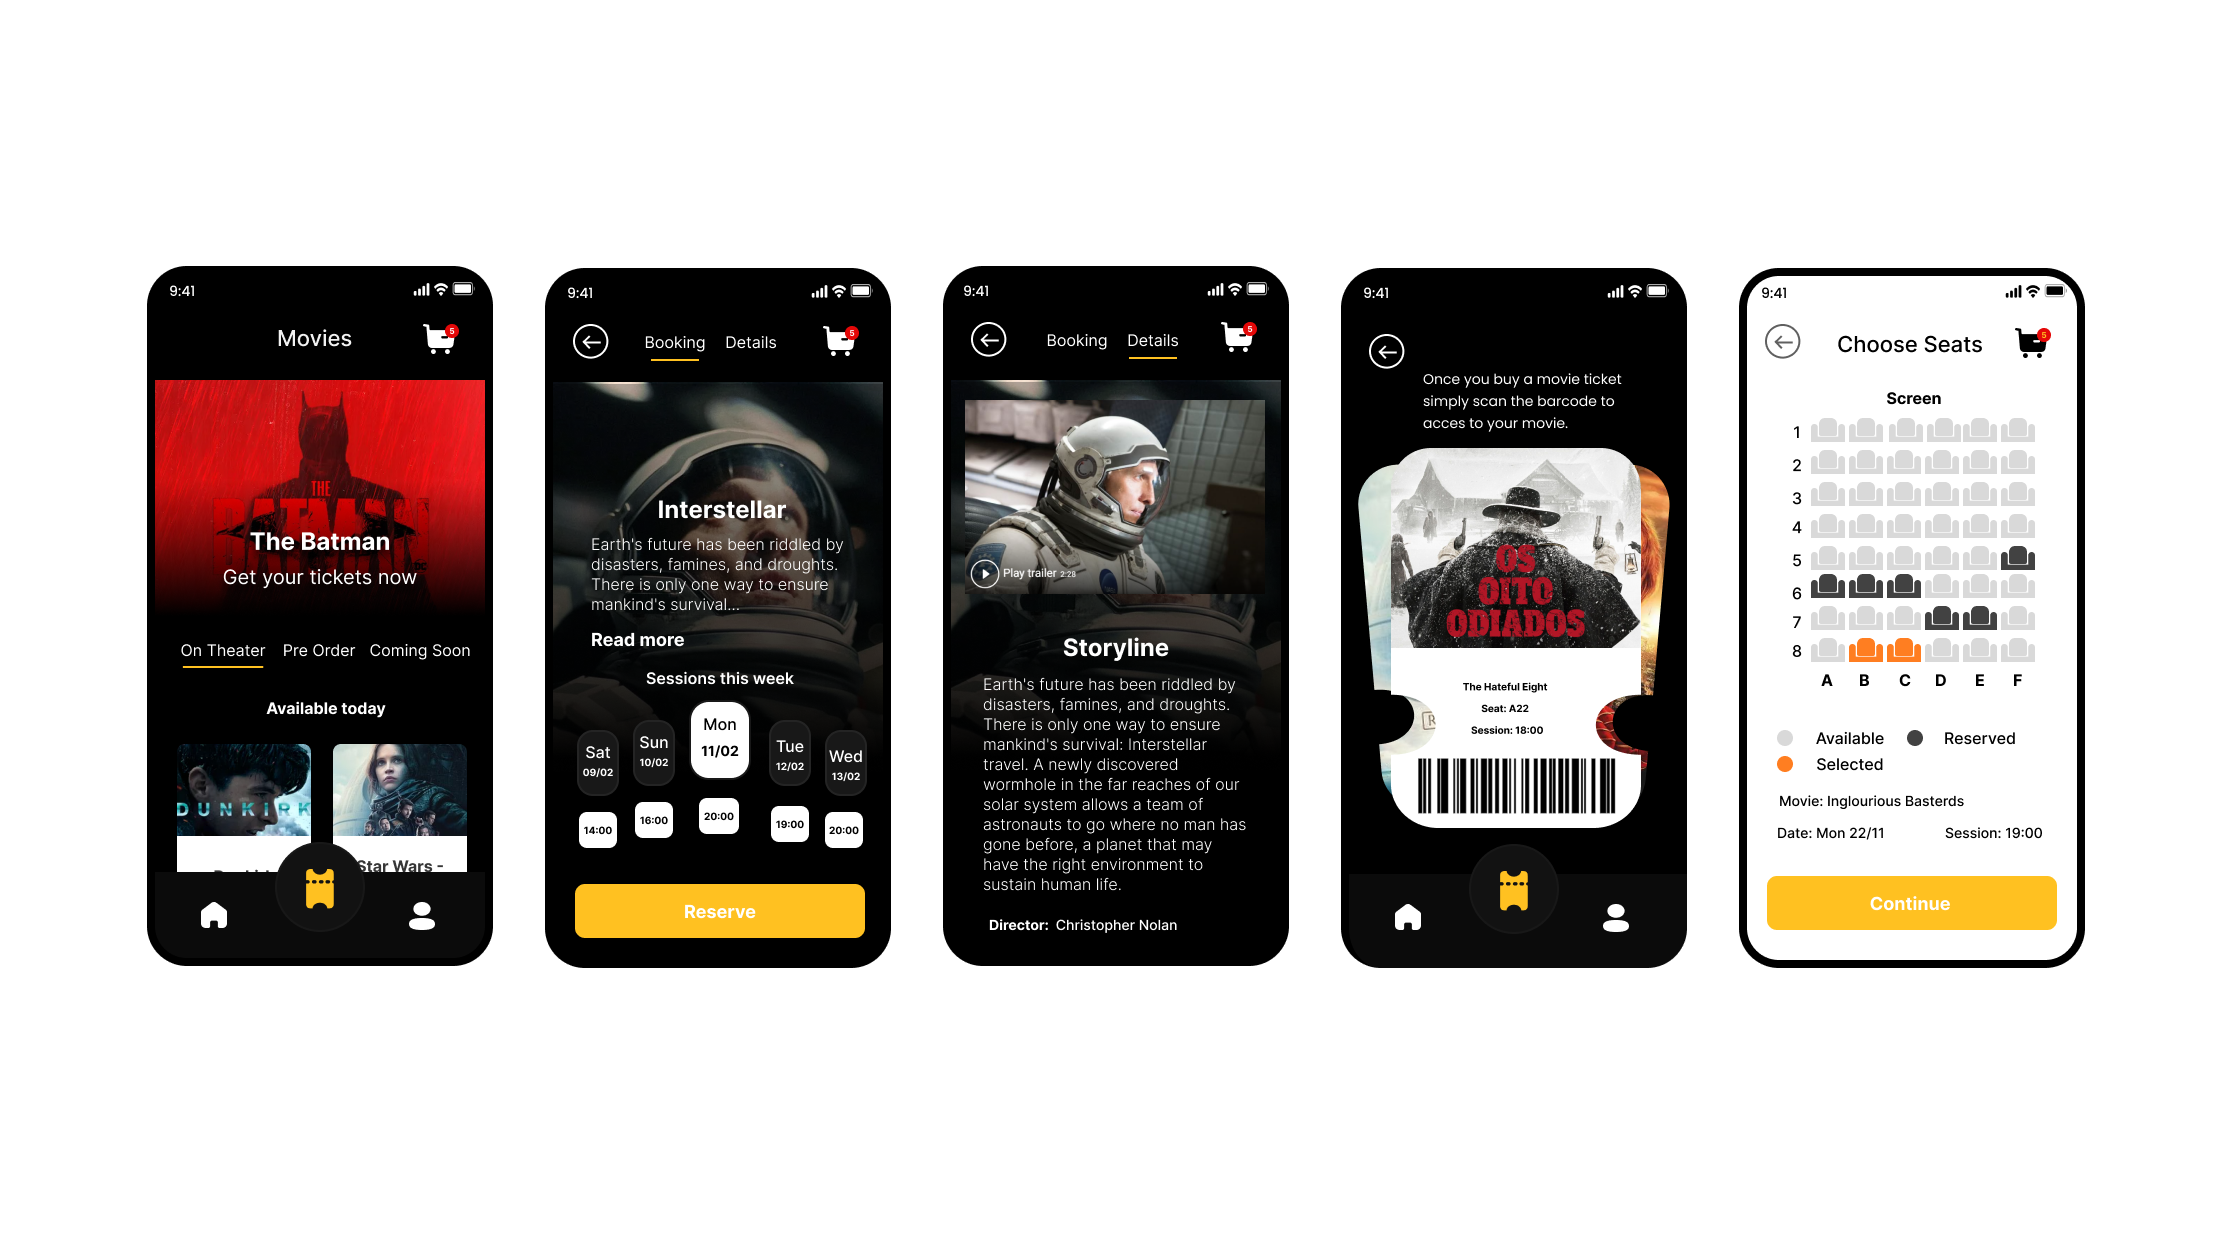 9:41
Movies
5
THE
BATMAN
The Batman
Get your tickets now
On Theater Pre Order Coming Soon
Available today
DUNKIRK
Star Wars -
9:41
Booking Details
5
Interstellar
Earth's future has been riddled by
disasters, famines, and droughts.
There is only one way to ensure
mankind's survival...
Read more
Sessions this week
Sat Sun Mon Tue Wed
09/02 10/02 11/02 12/02 13/02
14:00 16:00 20:00 19:00 20:00
Reserve
9:41
Booking Details
5
Play trailer 2:28
Storyline
Earth's future has been riddled by
disasters, famines, and droughts.
There is only one way to ensure
mankind's survival: Interstellar
travel. A newly discovered
wormhole in the far reaches of our
solar system allows a team of
astronauts to go where no man has
gone before, a planet that may
have the right environment to
sustain human life.
Director: Christopher Nolan
9:41
Once you buy a movie ticket
simply scan the barcode to
acces to your movie.
OS
OITO
ODIADOS
The Hateful Eight
Seat: A22
Session: 18:00
R
9:41
Choose Seats
5
Screen
1
2
3
4
5
6
7
8
A B C D E F
Available Reserved
Selected
Movie: Inglourious Basterds
Date: Mon 22/11 Session: 19:00
Continue